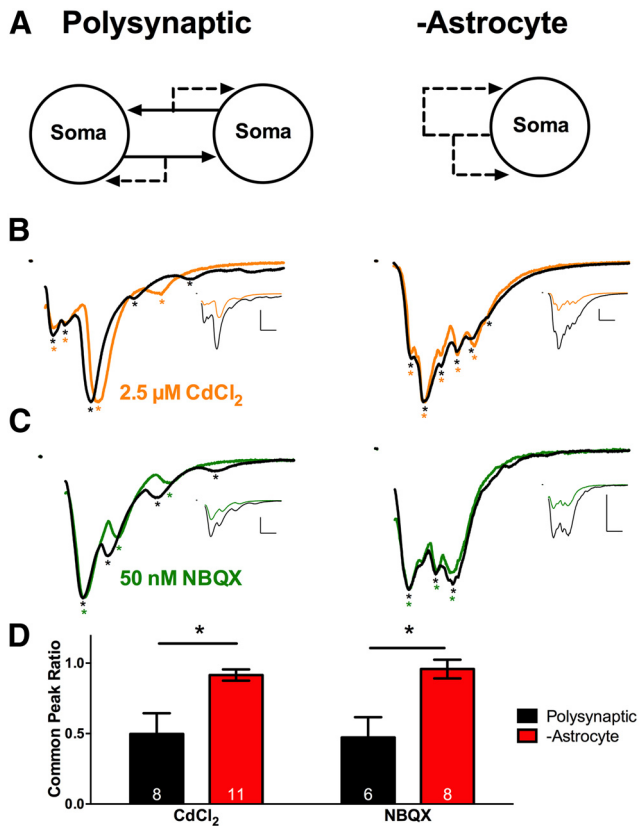 A Polysynaptic -Astrocyte
Soma Soma Soma
B
* * * * * * * * *
2.5 µM CdCl2
C
50 nM NBQX
D
* *
Common Peak Ratio
1.0
0.5
0.0
8 11 6 8
CdCl2 NBQX
Polysynaptic
-Astrocyte